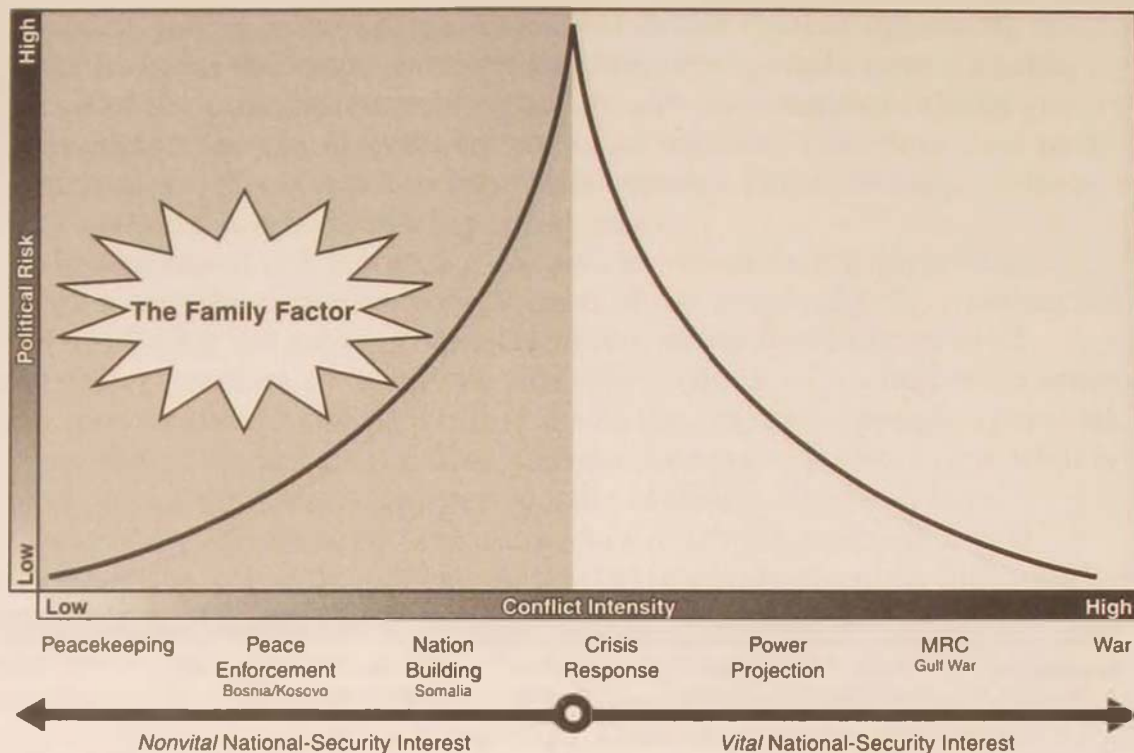 High
Political Risk
Low
The Family Factor
Low Conflict Intensity High
Peacekeeping
Peace
Enforcement
Bosnia/Kosovo
Nation
Building
Somalia
Crisis
Response
Power
Projection
MRC
Gulf War
War
Nonvital National-Security Interest
Vital National-Security Interest